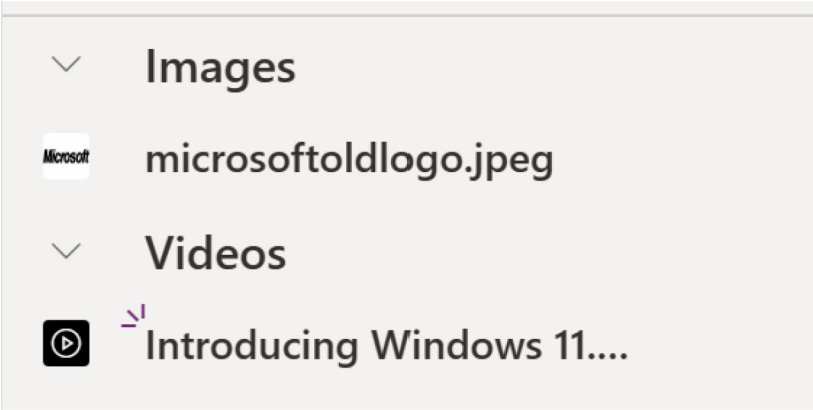 Images
Microsoft
microsoftoldlogo.jpeg
Videos
Introducing Windows 11....